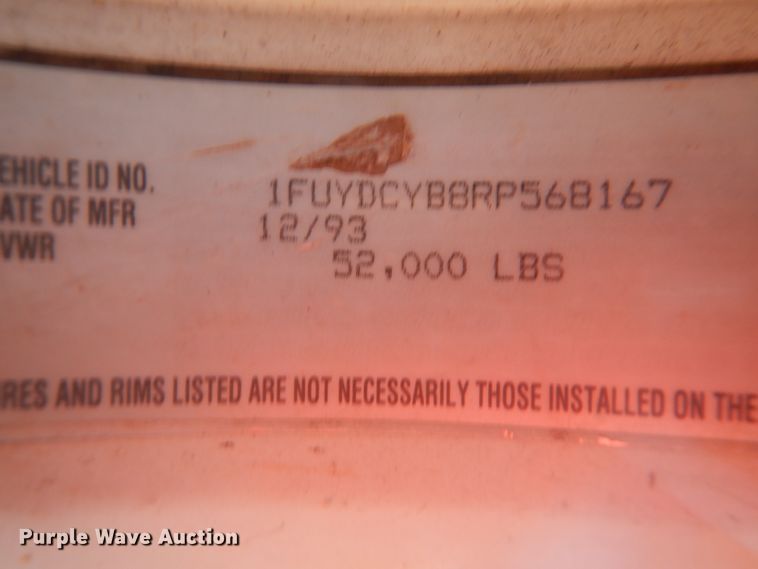 EHICLE ID NO. 1FUYDCYB8RP568167
ATE OF MFR 12/93
VWR 52,000 LBS
RES AND RIMS LISTED ARE NOT NECESSARILY THOSE INSTALLED ON THE
Purple Wave Auction